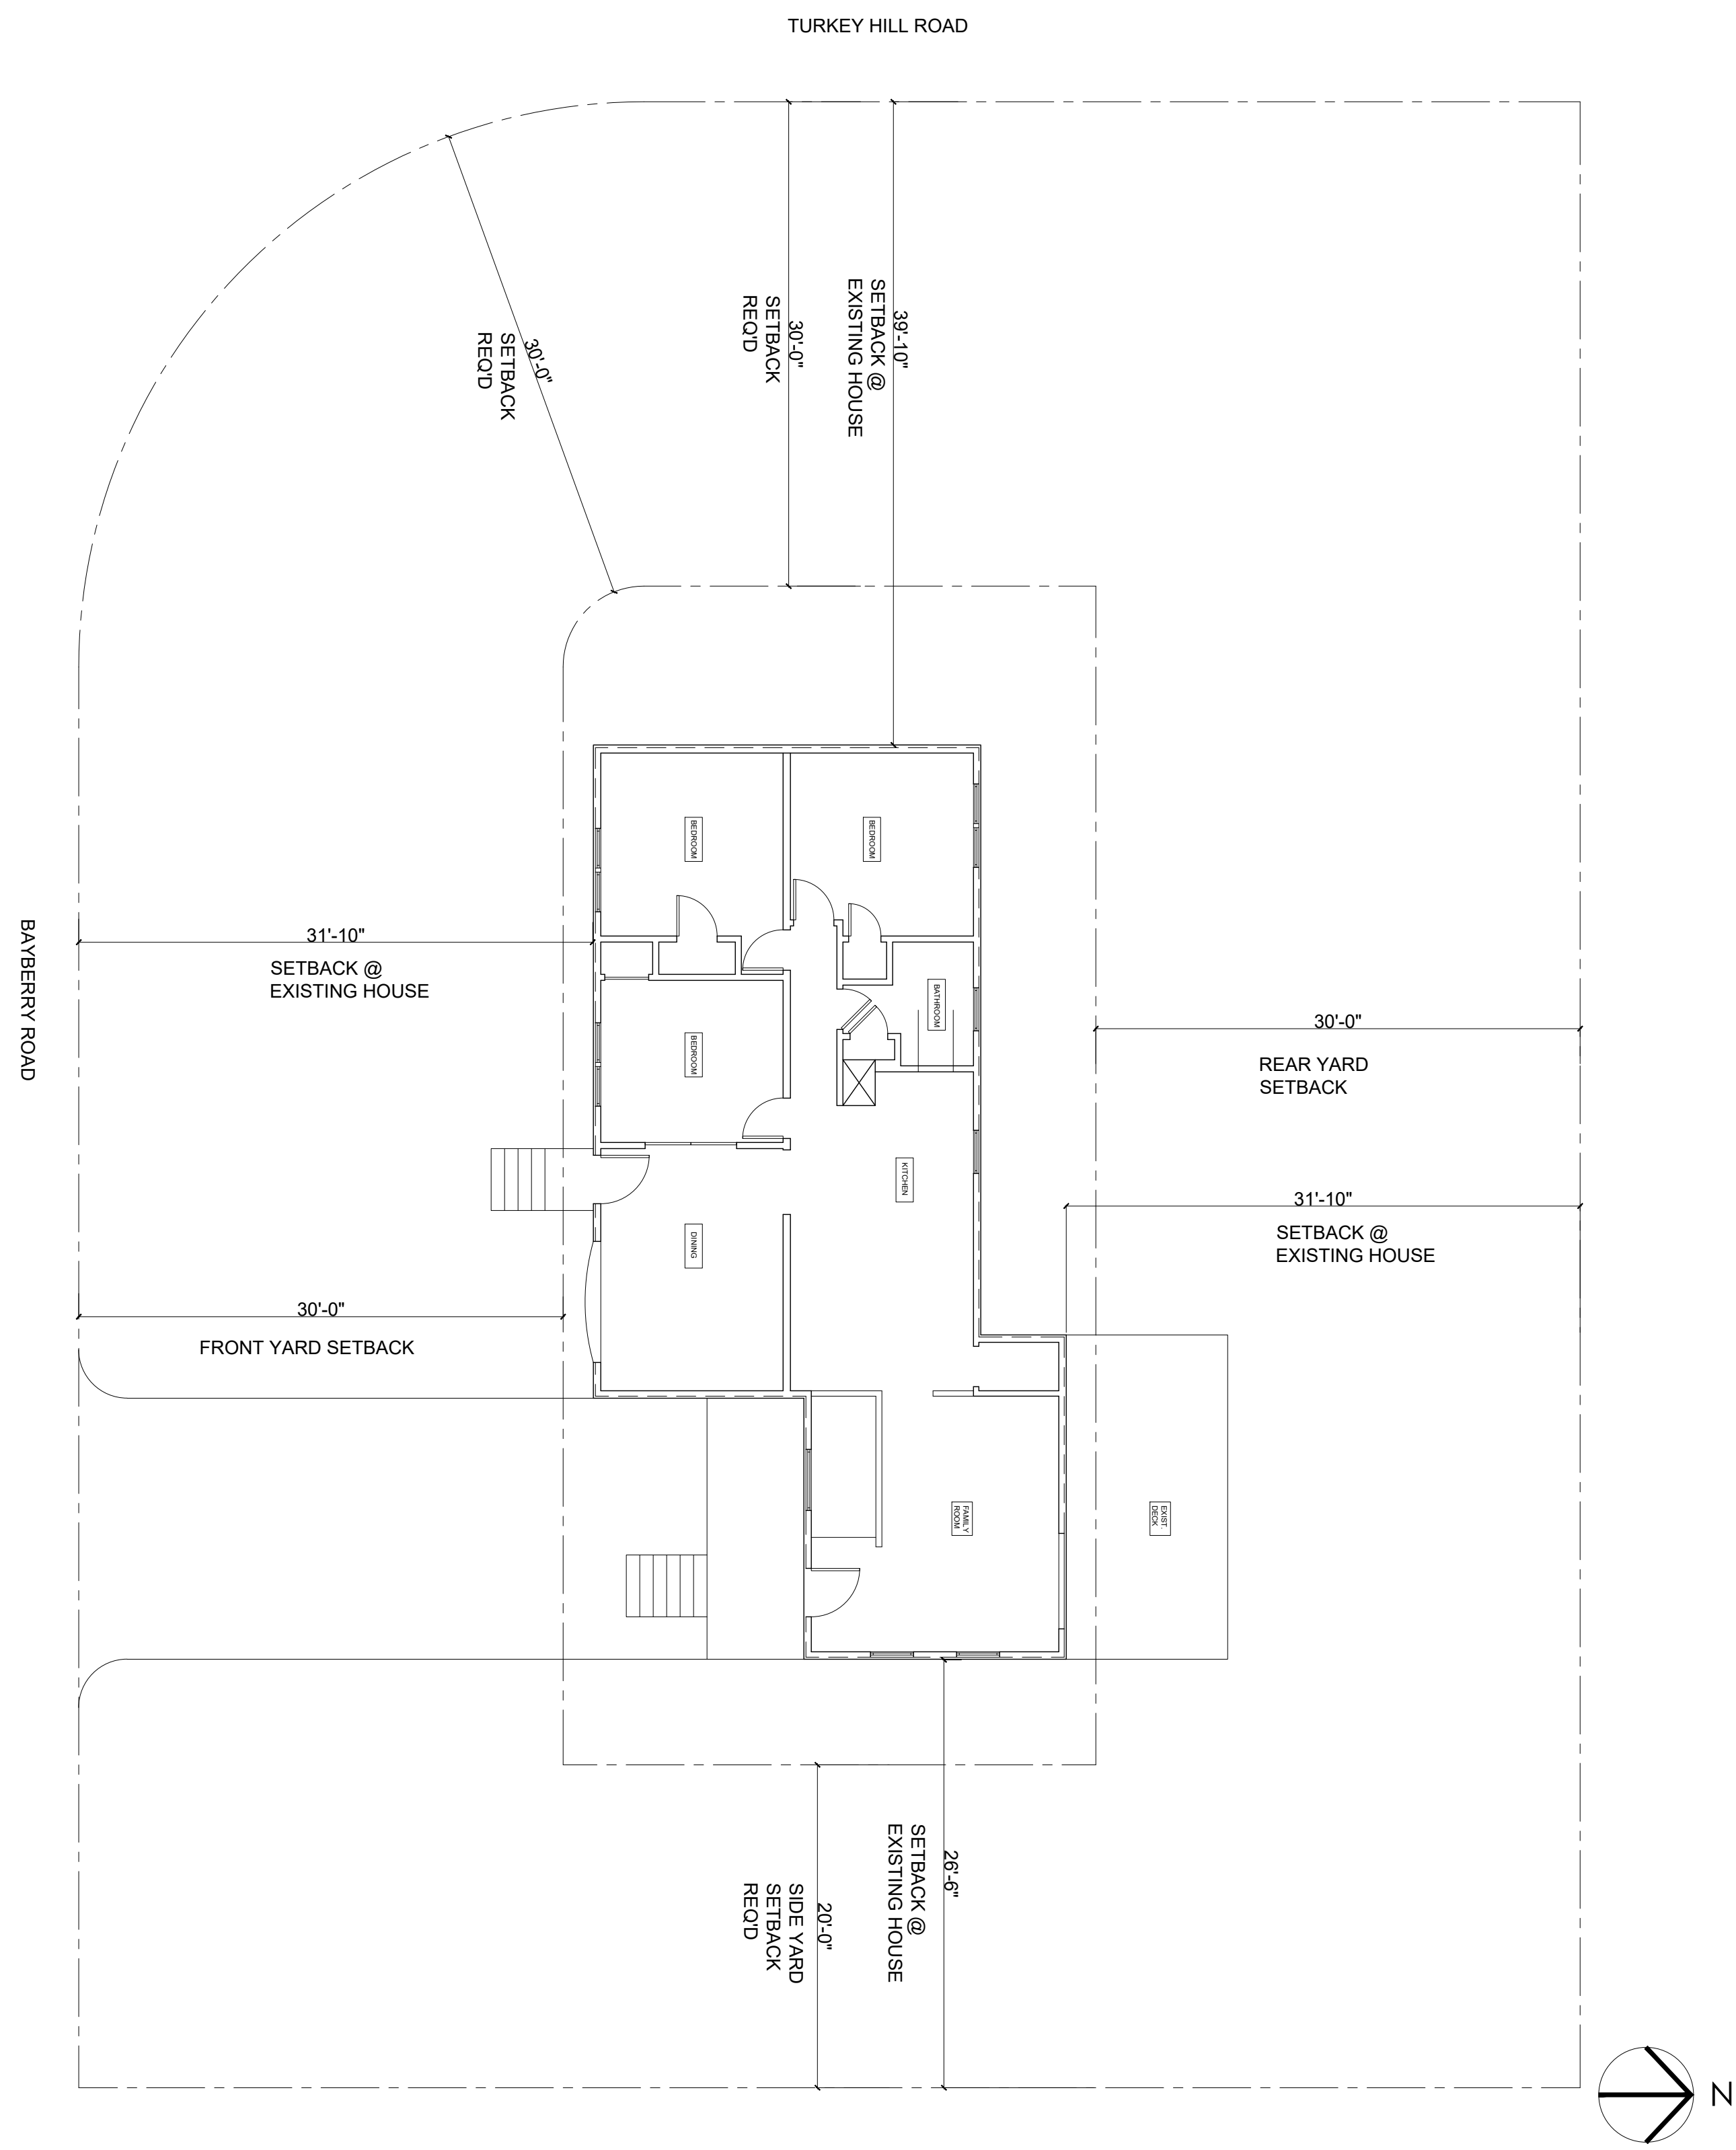 TURKEY HILL ROAD
30'-0"
SETBACK
REQ'D
30'-0"
SETBACK
REQ'D
39'-10"
SETBACK @
EXISTING HOUSE
BEDROOM
BEDROOM
BAYBERRY ROAD
31'-10"
SETBACK @
EXISTING HOUSE
BATHROOM
BEDROOM
30'-0"
REAR YARD
SETBACK
KITCHEN
DINING
31'-10"
SETBACK @
EXISTING HOUSE
30'-0"
FRONT YARD SETBACK
FAMILY
ROOM
EXIST.
DECK
20'-0"
SIDE YARD
SETBACK
REQ'D
26'-6"
SETBACK @
EXISTING HOUSE
N